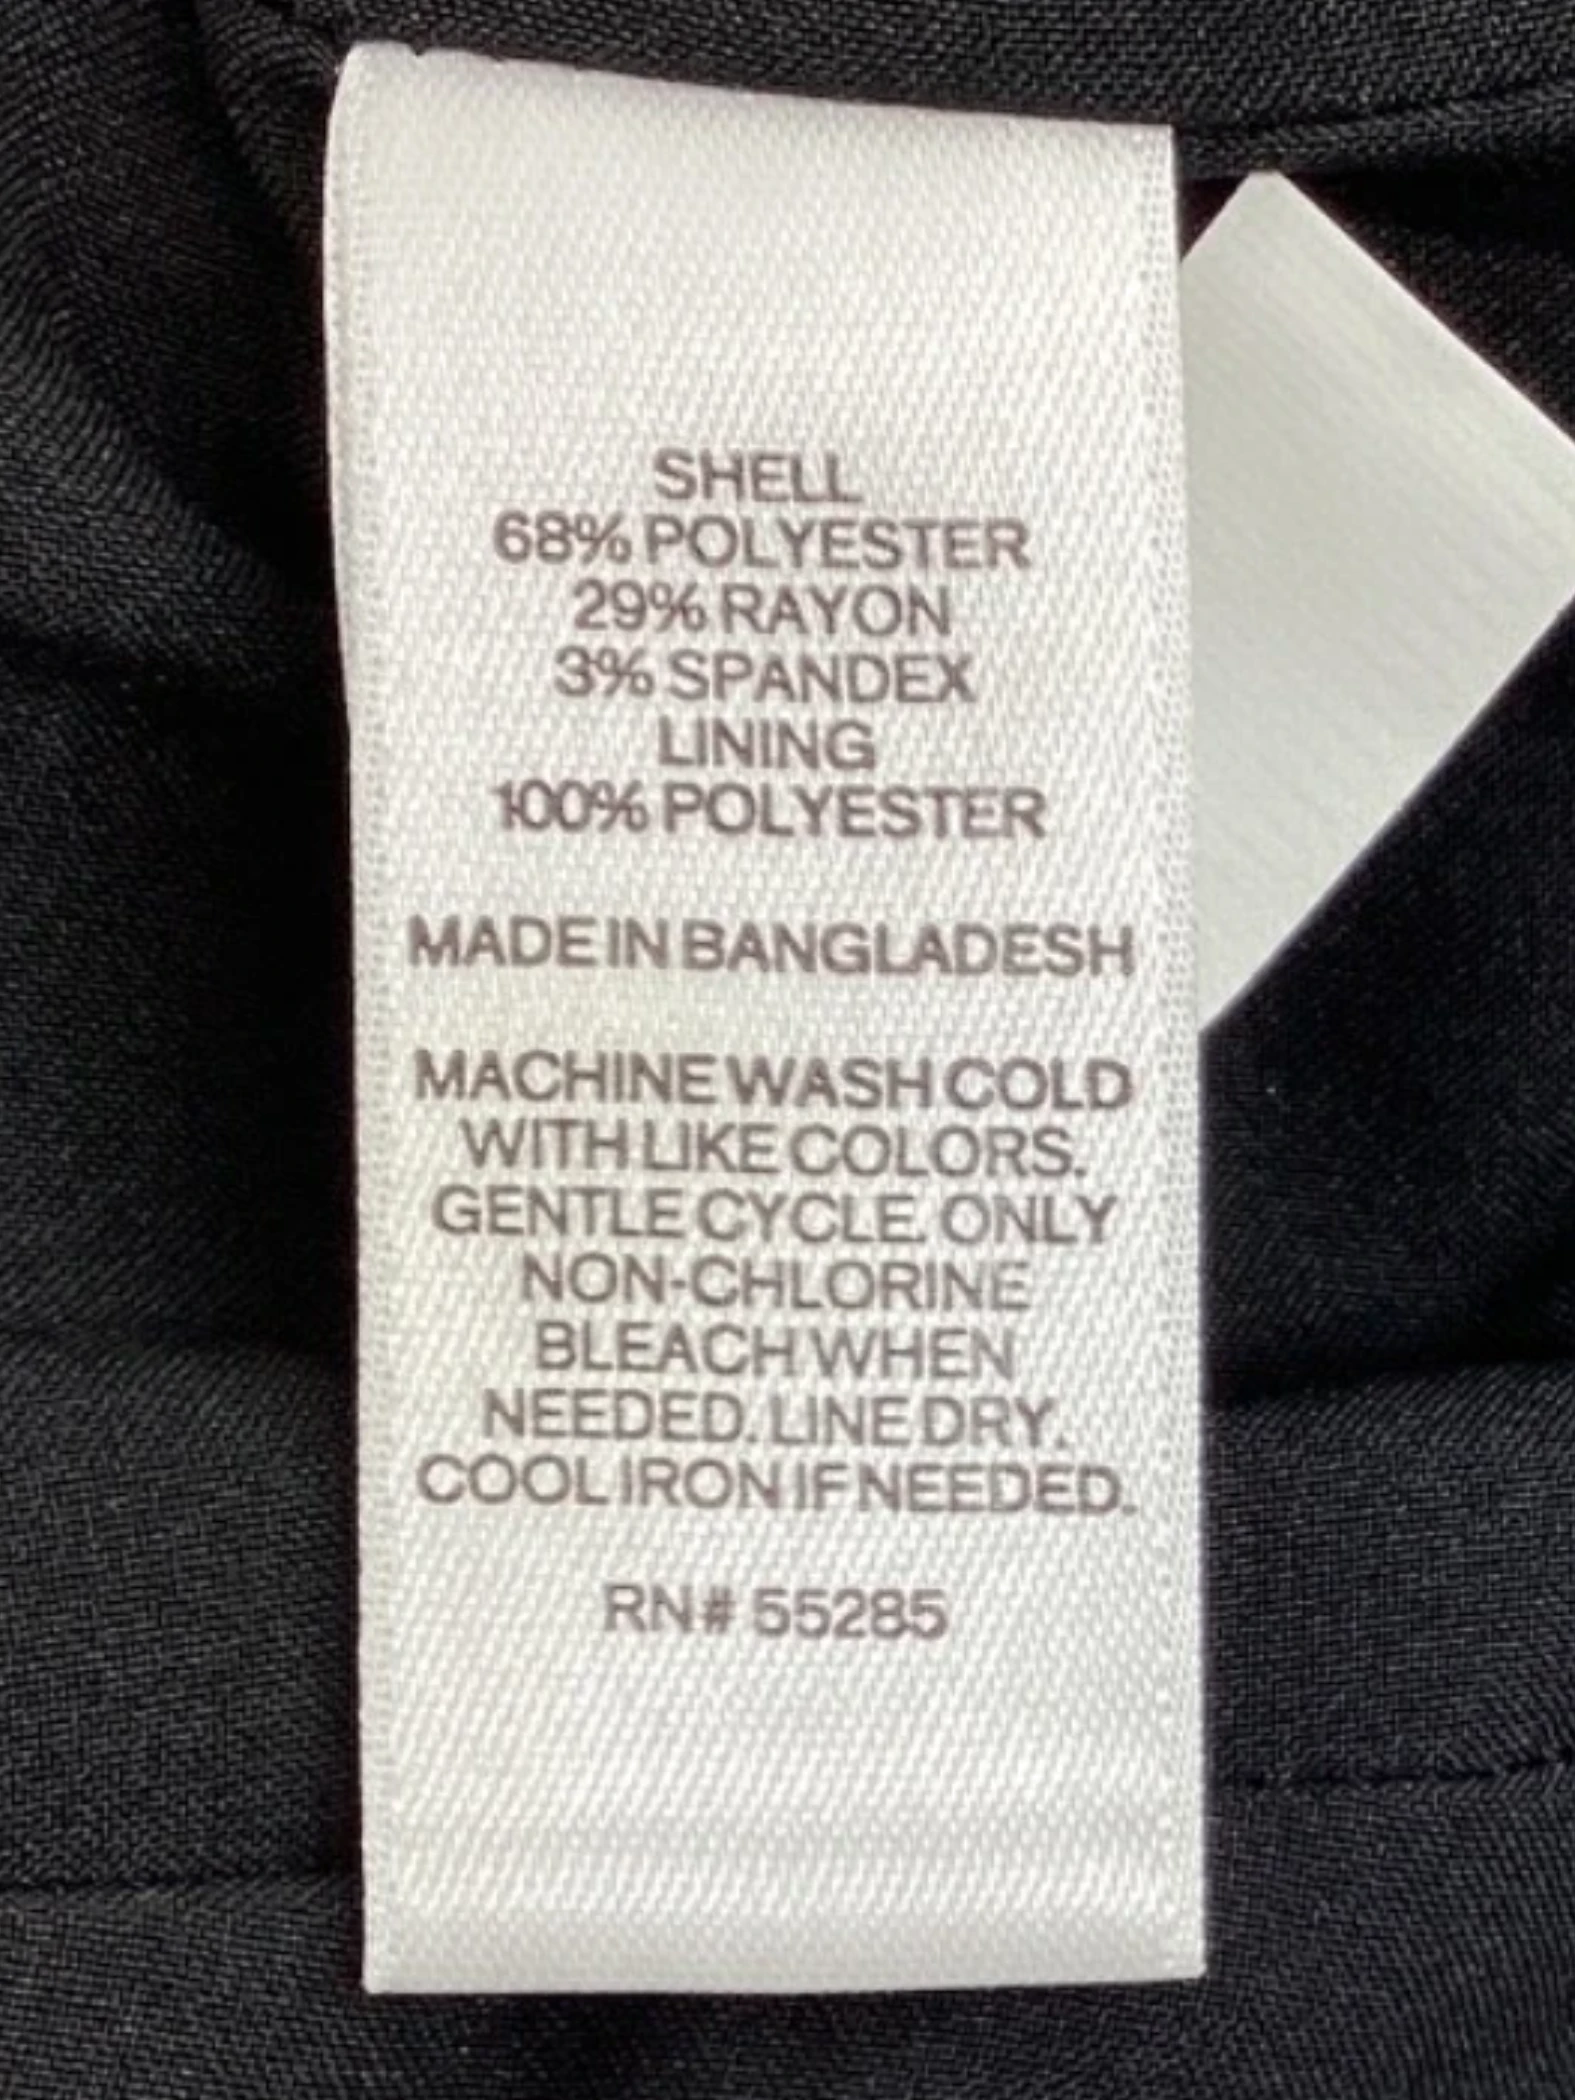 SHELL
68% POLYESTER
29% RAYON
3% SPANDEX
LINING
100% POLYESTER
MADE IN BANGLADESH
MACHINE WASH COLD
WITH LIKE COLORS.
GENTLE CYCLE. ONLY
NON-CHLORINE
BLEACH WHEN
NEEDED. LINE DRY.
COOL IRON IF NEEDED.
RN# 55285